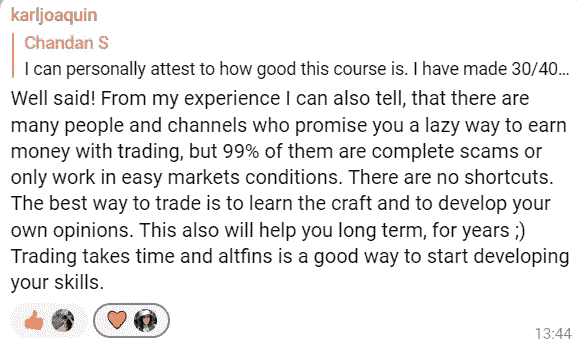 karljoaquin
Chandan S
I can personally attest to how good this course is. I have made 30/40…
Well said! From my experience I can also tell, that there are
many people and channels who promise you a lazy way to earn
money with trading, but 99% of them are complete scams or
only work in easy markets conditions. There are no shortcuts.
The best way to trade is to learn the craft and to develop your
own opinions. This also will help you long term, for years ;)
Trading takes time and altfins is a good way to start developing
your skills.
13:44